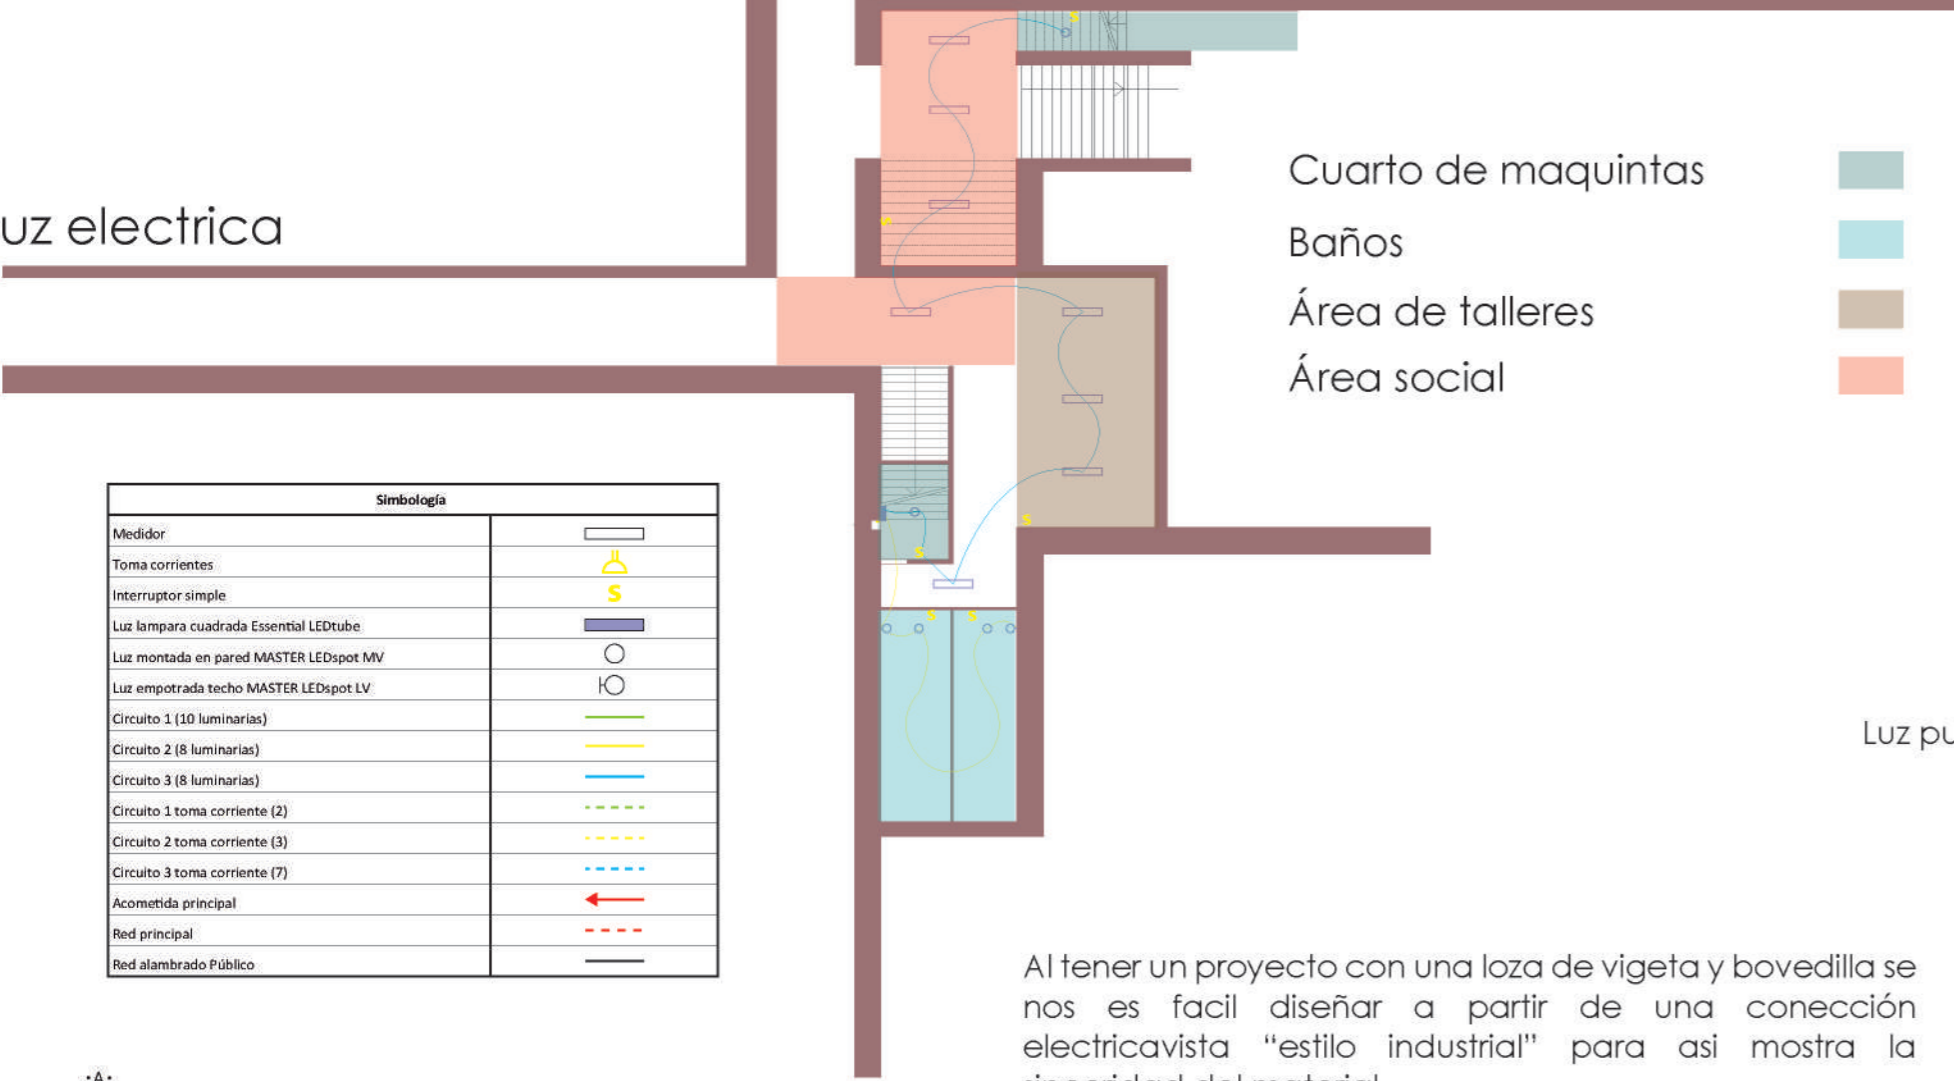 uz electrica
Cuarto de maquintas
Baños
Área de talleres
Área social
Simbología
Medidor
Toma corrientes
Interruptor simple
S
Luz lampara cuadrada Essential LEDtube
Luz montada en pared MASTER LEDspot MV
Luz empotrada techo MASTER LEDspot LV
Circuito 1 (10 luminarias)
Circuito 2 (8 luminarias)
Circuito 3 (8 luminarias)
Circuito 1 toma corriente (2)
Circuito 2 toma corriente (3)
Circuito 3 toma corriente (7)
Acometida principal
Red principal
Red alambrado Público
S
S
S
S
S
S
Luz pu
Al tener un proyecto con una loza de vigeta y bovedilla se
nos es facil diseñar a partir de una conección
electricavista “estilo industrial” para asi mostra la